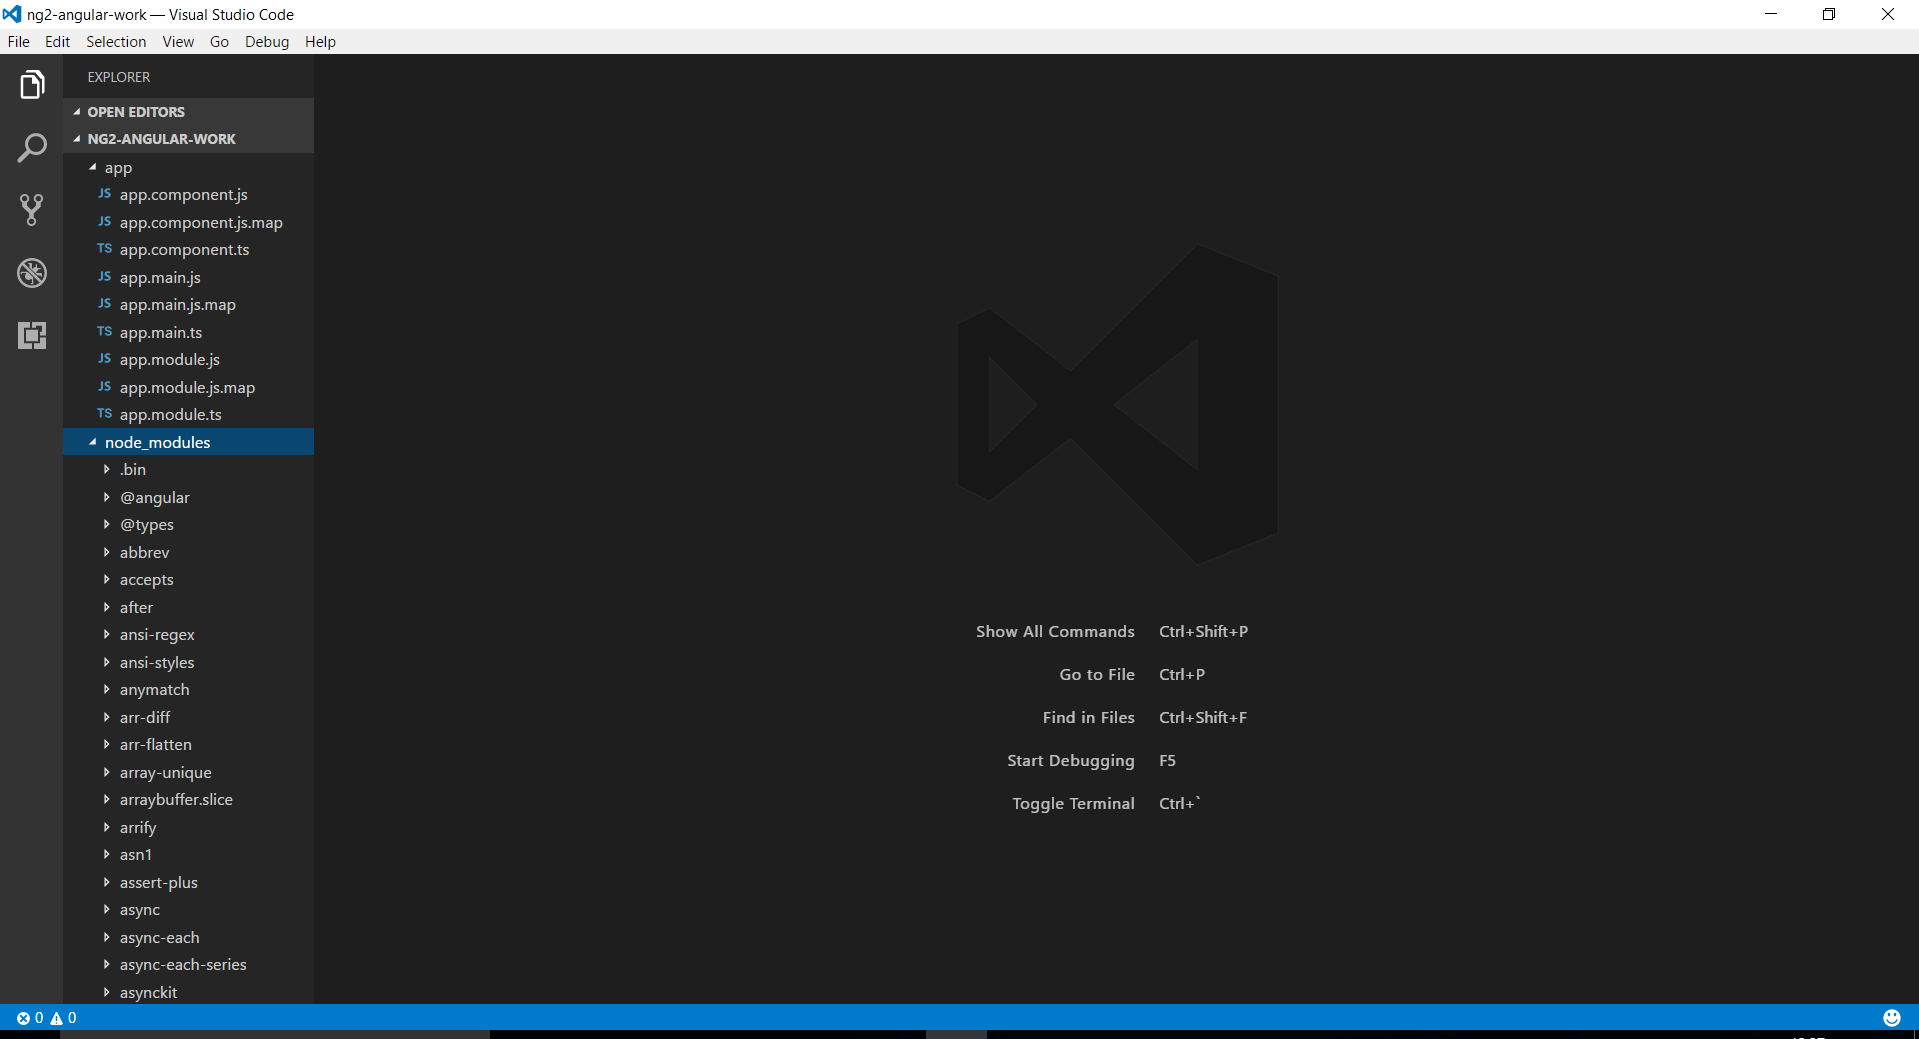 ng2-angular-work — Visual Studio Code
File Edit Selection View Go Debug Help
EXPLORER
OPEN EDITORS
NG2-ANGULAR-WORK
app
JS app.component.js
JS app.component.js.map
TS app.component.ts
JS app.main.js
JS app.main.js.map
TS app.main.ts
JS app.module.js
JS app.module.js.map
TS app.module.ts
node_modules
.bin
@angular
@types
abbrev
accepts
after
ansi-regex
ansi-styles
anymatch
arr-diff
arr-flatten
array-unique
arraybuffer.slice
arrify
asn1
assert-plus
async
async-each
async-each-series
asynckit
Show All Commands Ctrl+Shift+P
Go to File Ctrl+P
Find in Files Ctrl+Shift+F
Start Debugging F5
Toggle Terminal Ctrl+`
0 0